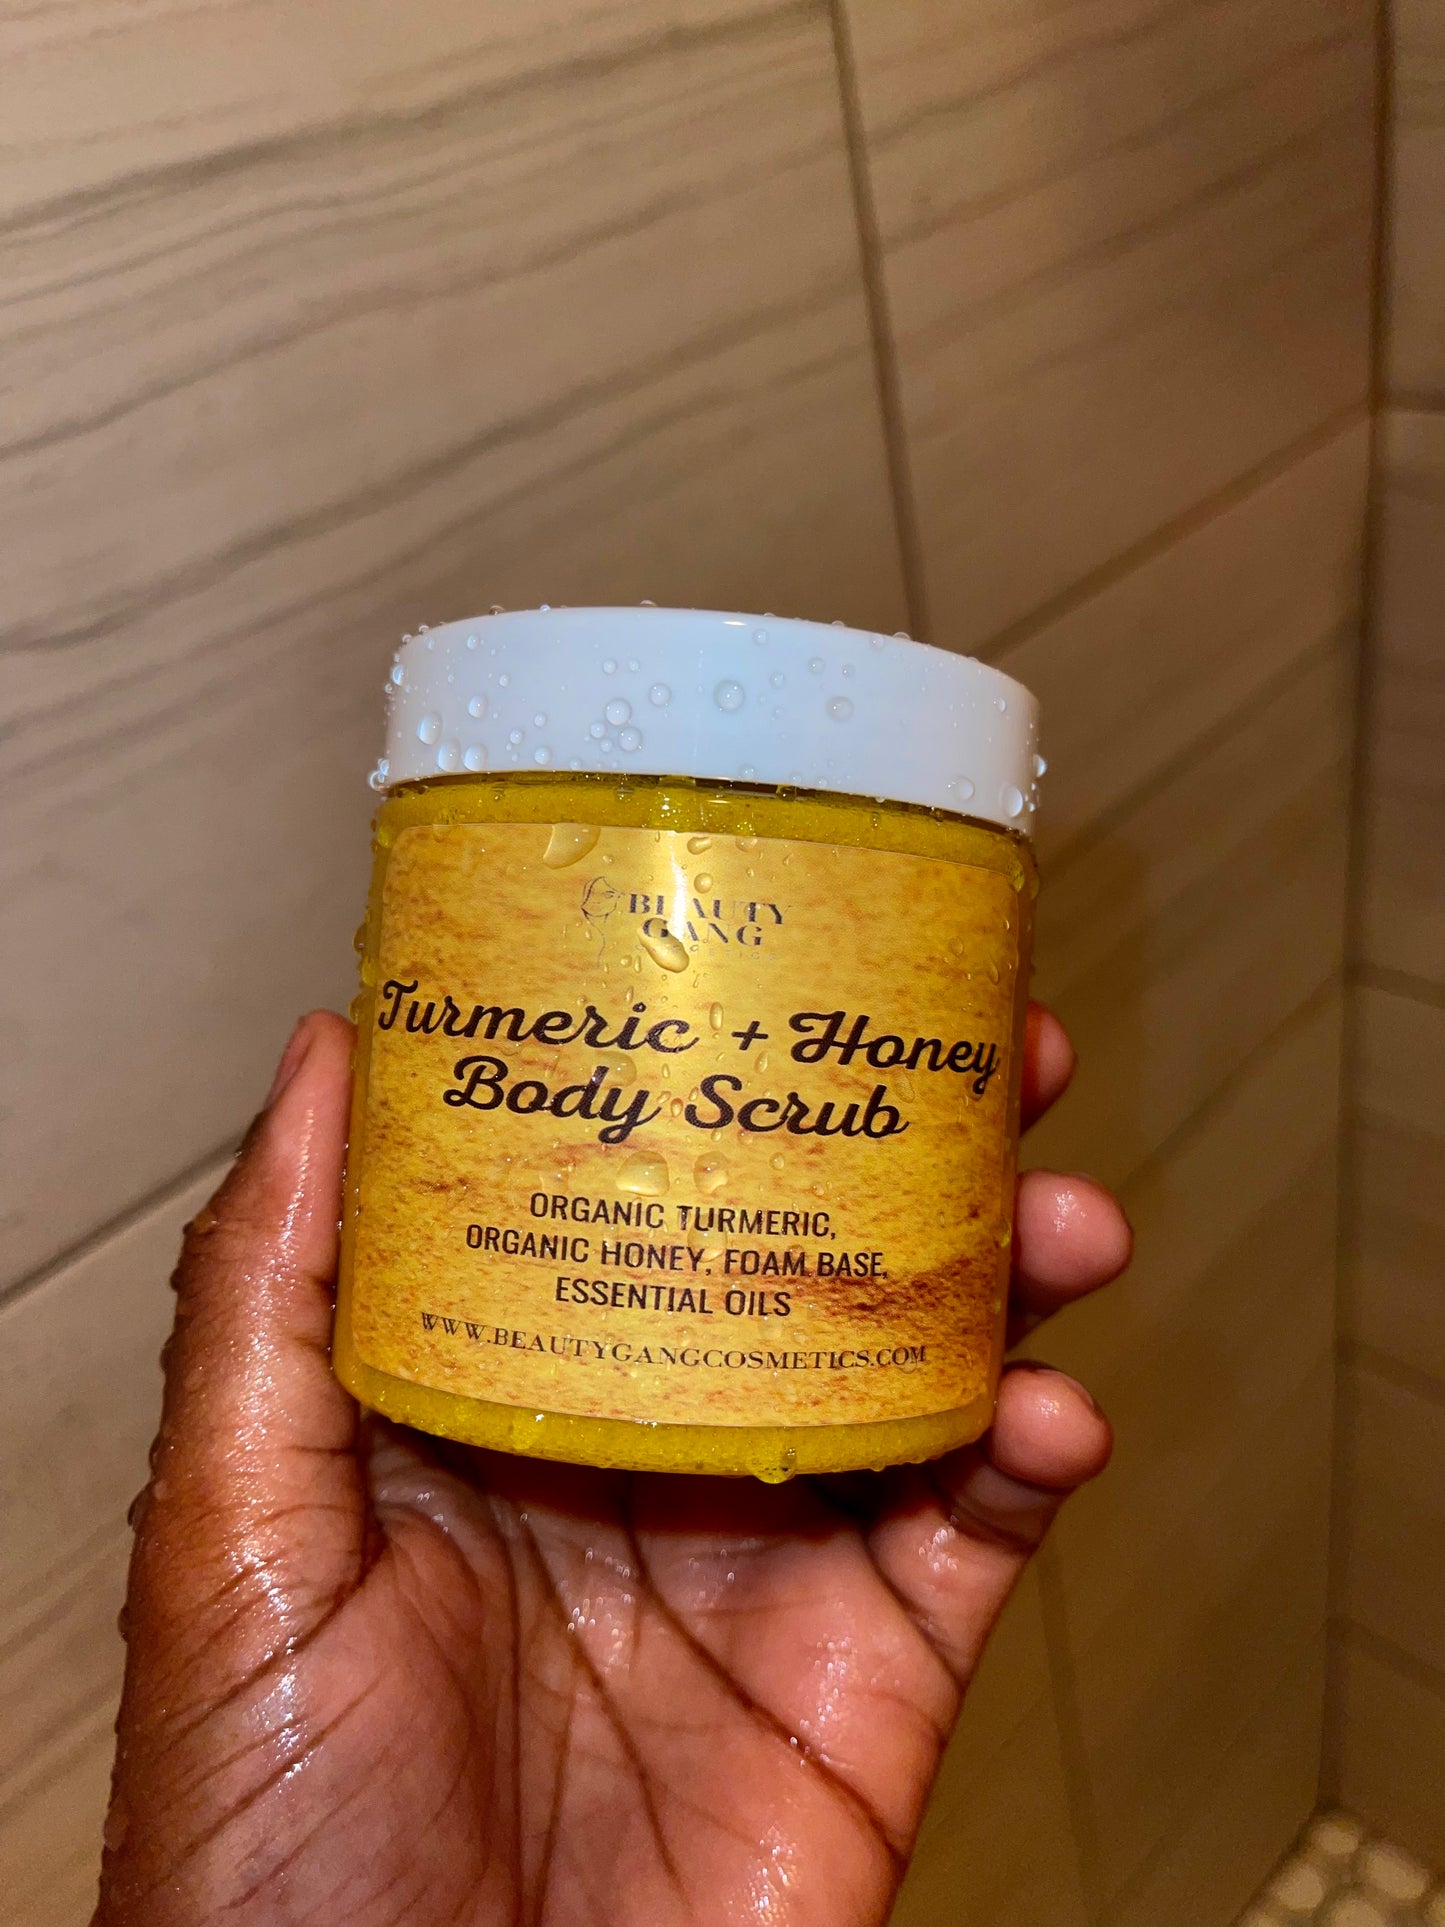 BEAUTY
GANG
Turmeric + Honey
Body Scrub
ORGANIC TURMERIC,
ORGANIC HONEY, FOAM BASE,
ESSENTIAL OILS
WWW.BEAUTYGANGCOSMETICS.COM